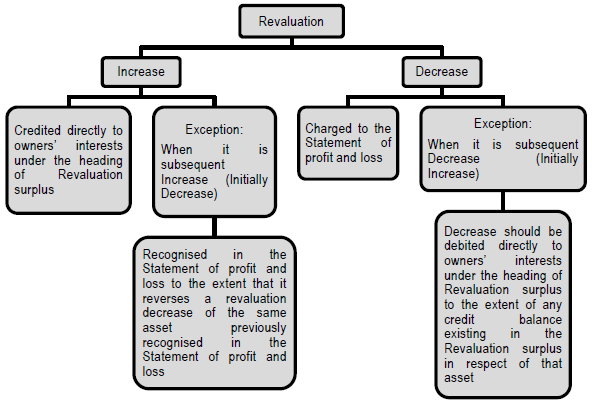 Revaluation
Increase
Decrease
Credited directly to
owners' interests
under the heading
of Revaluation
surplus
Exception:
When it is
subsequent
Increase (Initially
Decrease)
Charged to the
Statement of
profit and loss
Exception:
When it is subsequent
Decrease (Initially
Increase)
Recognised in the
Statement of profit and
loss to the extent that it
reverses a revaluation
decrease of the same
asset previously
recognised in the
Statement of profit and
loss
Decrease should be
debited directly to
owners' interests
under the heading of
Revaluation surplus
to the extent of any
credit balance
existing in the
Revaluation surplus
in respect of that
asset